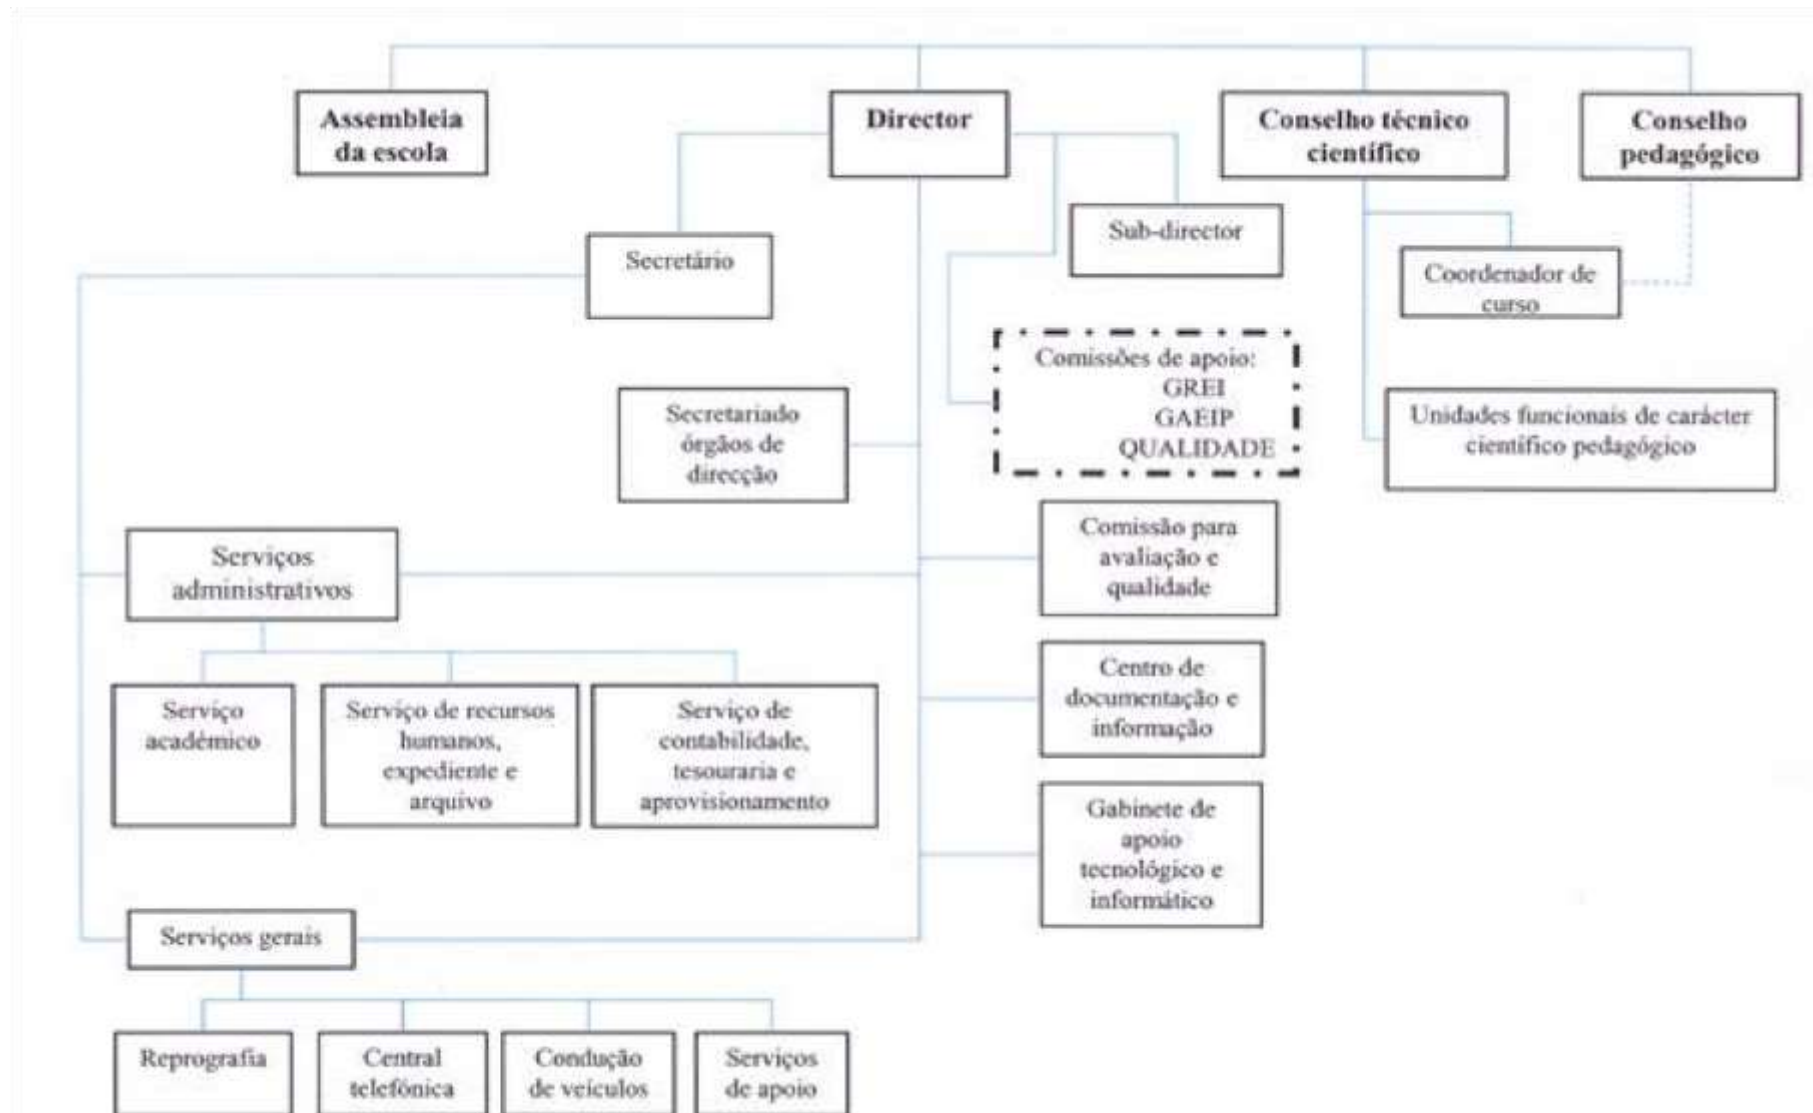 Assembleia
da escola
Director
Conselho técnico
científico
Conselho
pedagógico
Secretário
Sub-director
Coordenador de
curso
Comissões de apoio:
GREI
GAEIP
QUALIDADE
Secretariado
órgãos de
direcção
Unidades funcionais de carácter
científico pedagógico
Comissão para
avaliação e
qualidade
Serviços
administrativos
Centro de
documentação e
informação
Serviço
académico
Serviço de recursos
humanos,
expediente e
arquivo
Serviço de
contabilidade,
tesouraria e
aprovisionamento
Gabinete de
apoio
tecnológico e
informático
Serviços gerais
Reprografia
Central
telefónica
Condução
de veículos
Serviços
de apoio